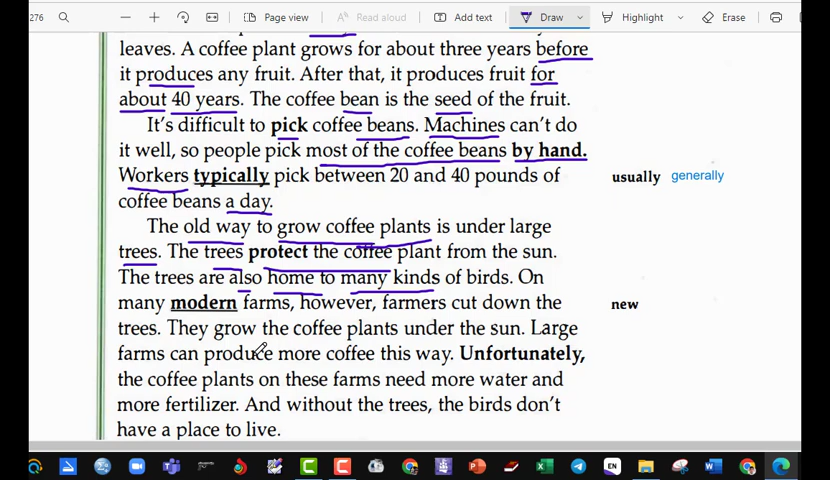 276
Page view
Read aloud
Add text
Draw
Highlight
Erase
leaves. A coffee plant grows for about three years before
it produces any fruit. After that, it produces fruit for
about 40 years. The coffee bean is the seed of the fruit.
It's difficult to pick coffee beans. Machines can't do
it well, so people pick most of the coffee beans by hand.
Workers typically pick between 20 and 40 pounds of
usually generally
coffee beans a day.
The old way to grow coffee plants is under large
trees. The trees protect the coffee plant from the sun.
The trees are also home to many kinds of birds. On
many modern farms, however, farmers cut down the
new
trees. They grow the coffee plants under the sun. Large
farms can produce more coffee this way. Unfortunately,
the coffee plants on these farms need more water and
more fertilizer. And without the trees, the birds don't
have a place to live.
EN